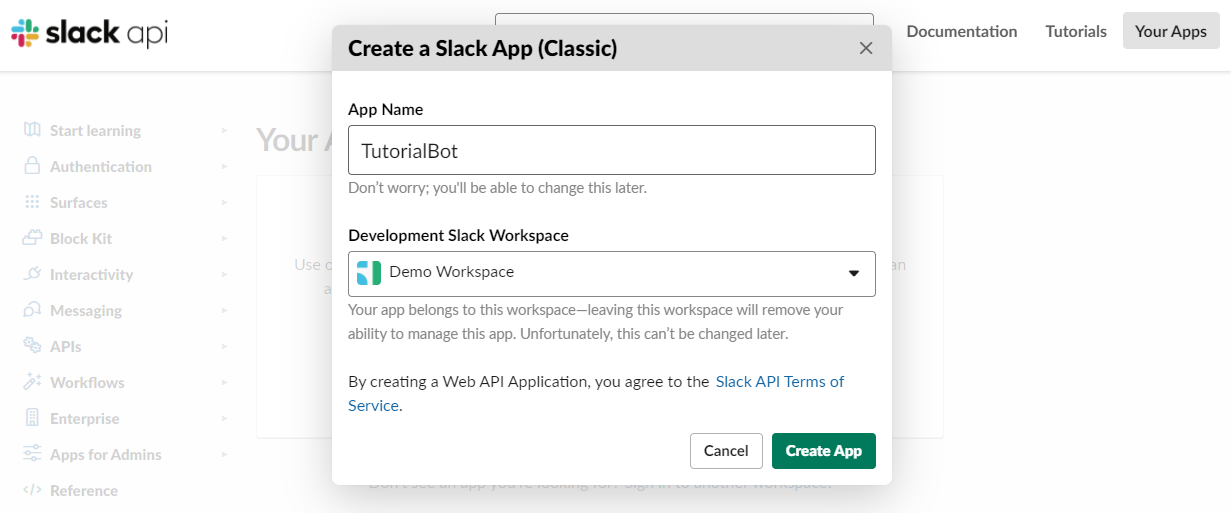 slack api
Documentation
Tutorials
Your Apps
Create a Slack App (Classic)
App Name
TutorialBot
Don't worry; you'll be able to change this later.
Development Slack Workspace
Demo Workspace
Your app belongs to this workspace—leaving this workspace will remove your
ability to manage this app. Unfortunately, this can't be changed later.
By creating a Web API Application, you agree to the Slack API Terms of
Service.
Cancel
Create App
Start learning
Authentication
Surfaces
Block Kit
Interactivity
Messaging
APIs
Workflows
Enterprise
Apps for Admins
Reference
Your A
Use
an
Don't see an app you're looking for? Sign in to another workspace.